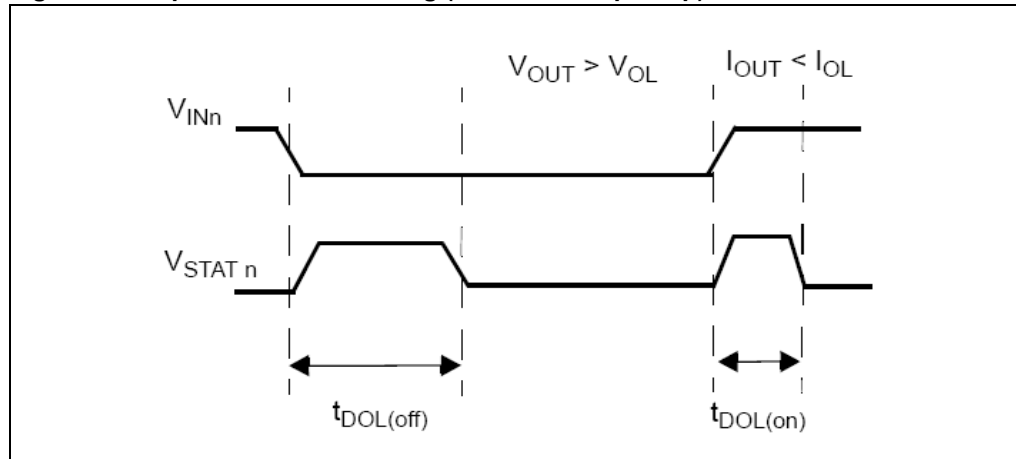 V_OUT > V_OL
I_OUT < I_OL
V_INn
V_STAT n
t_DOL(off)
t_DOL(on)